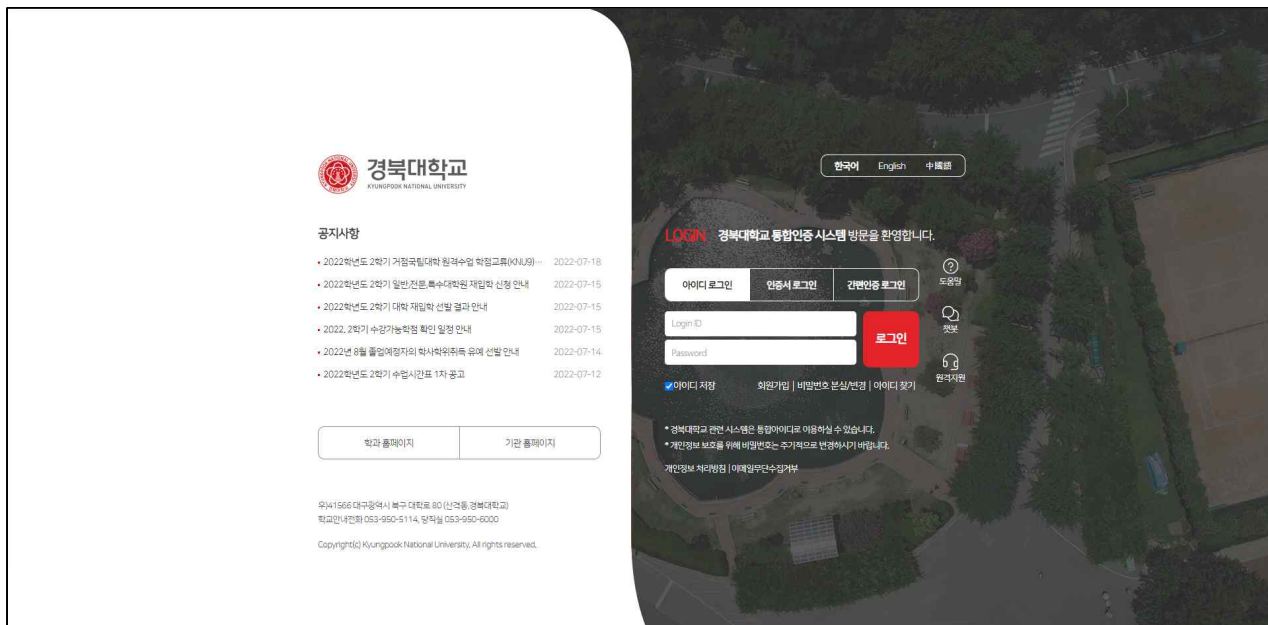 경북대학교
KYUNGPOOK NATIONAL UNIVERSITY
공지사항
• 2022학년도 2학기 거점국립대학 원격수업 학점교류(KNU9)··· 2022-07-18
• 2022학년도 2학기 일반,전문,특수대학원 재입학 신청 안내 2022-07-15
• 2022학년도 2학기 대학 재입학 선발 결과 안내 2022-07-15
• 2022, 2학기 수강가능학점 확인 일정 안내 2022-07-15
• 2022년 8월 졸업예정자의 학사학위취득 유예 선발 안내 2022-07-14
• 2022학년도 2학기 수업시간표 1차 공고 2022-07-12
학과 홈페이지 기관 홈페이지
우)41566 대구광역시 북구 대학로 80 (산격동,경북대학교)
학교안내전화 053-950-5114, 당직실 053-950-6000
Copyright(c) Kyungpook National University, All rights reserved.
한국어 English 中國語
LOGIN 경북대학교 통합인증 시스템 방문을 환영합니다.
아이디 로그인 인증서 로그인 간편인증 로그인
Login ID
Password
로그인
아이디 저장 회원가입 | 비밀번호 분실/변경 | 아이디 찾기
도움말
챗봇
원격지원
* 경북대학교 관련 시스템은 통합아이디로 이용하실 수 있습니다.
* 개인정보 보호를 위해 비밀번호는 주기적으로 변경하시기 바랍니다.
개인정보 처리방침 | 이메일무단수집거부